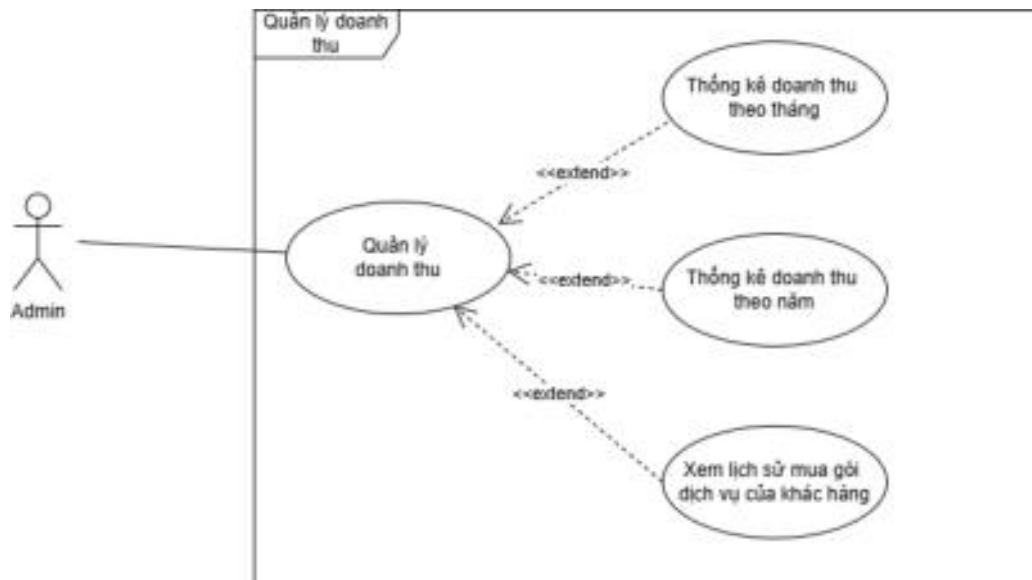 Quản lý doanh
thu
Thống kê doanh thu
theo tháng
<<extend>>
Quản lý
doanh thu
<<extend>>
Thống kê doanh thu
theo năm
Admin
<<extend>>
Xem lịch sử mua gói
dịch vụ của khác hàng